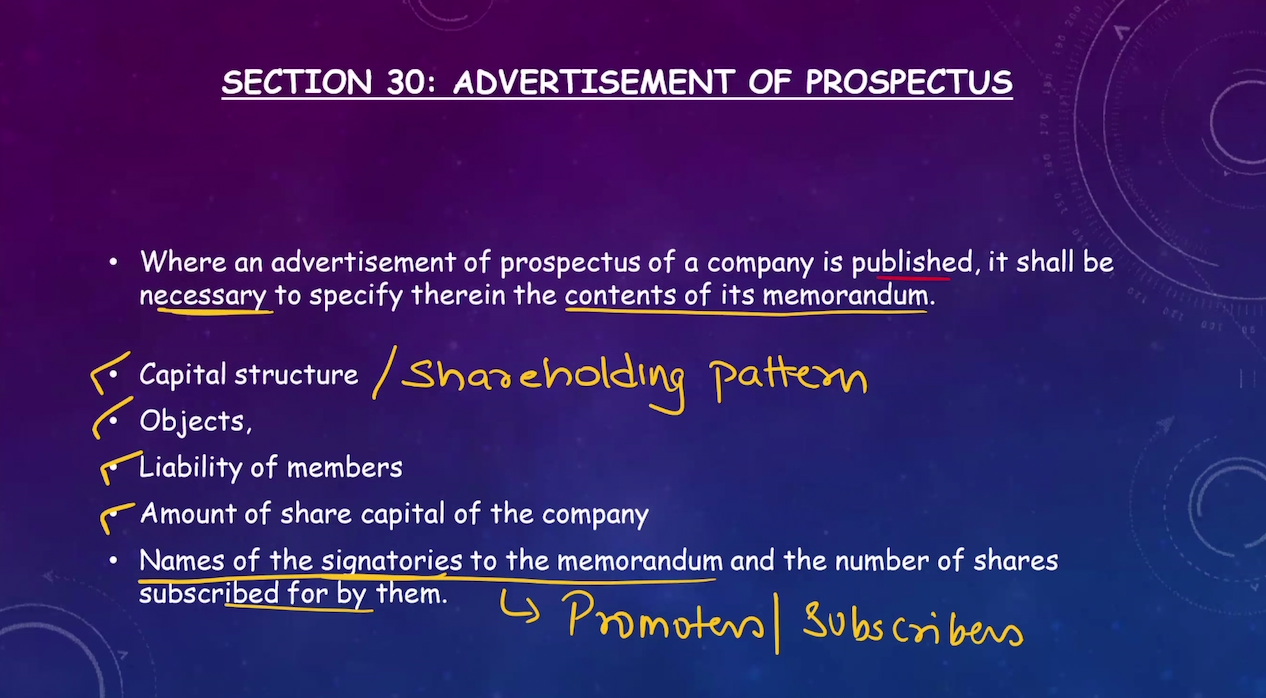 SECTION 30: ADVERTISEMENT OF PROSPECTUS
• Where an advertisement of prospectus of a company is published, it shall be
necessary to specify therein the contents of its memorandum.
• Capital structure / Shareholding pattern
• Objects,
• Liability of members
• Amount of share capital of the company
• Names of the signatories to the memorandum and the number of shares
subscribed for by them.
↳ Promoters| Subscribers